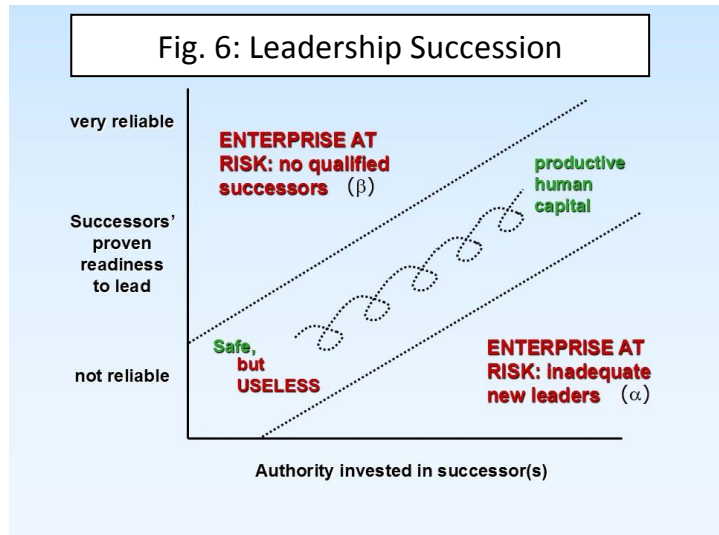 Fig. 6: Leadership Succession
very reliable
ENTERPRISE AT
RISK: no qualified
successors (β)
productive
human
capital
Successors’
proven
readiness
to lead
Safe,
but
USELESS
not reliable
ENTERPRISE AT
RISK: inadequate
new leaders (α)
Authority invested in successor(s)